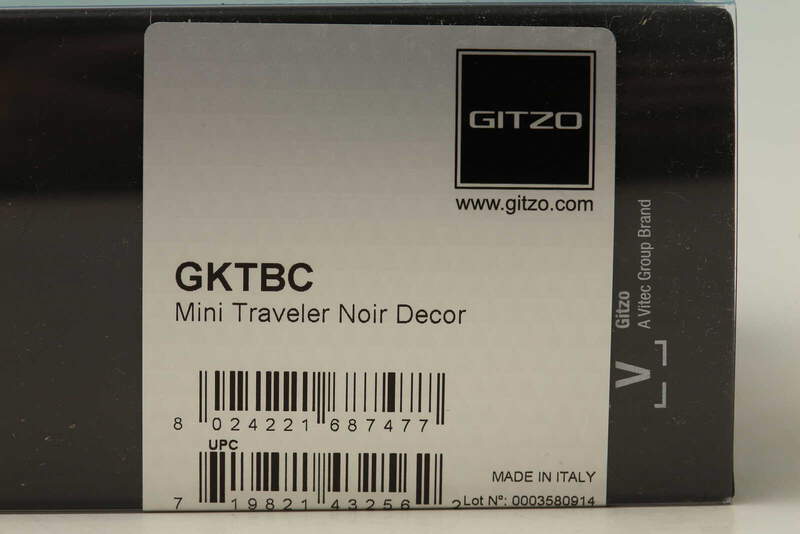 GITZO
www.gitzo.com
GKTBC
Mini Traveler Noir Decor
8 024221 687477
UPC
7 19821 43256 2
MADE IN ITALY
Lot Nº: 0003580914
Gitzo
A Vitec Group Brand
V